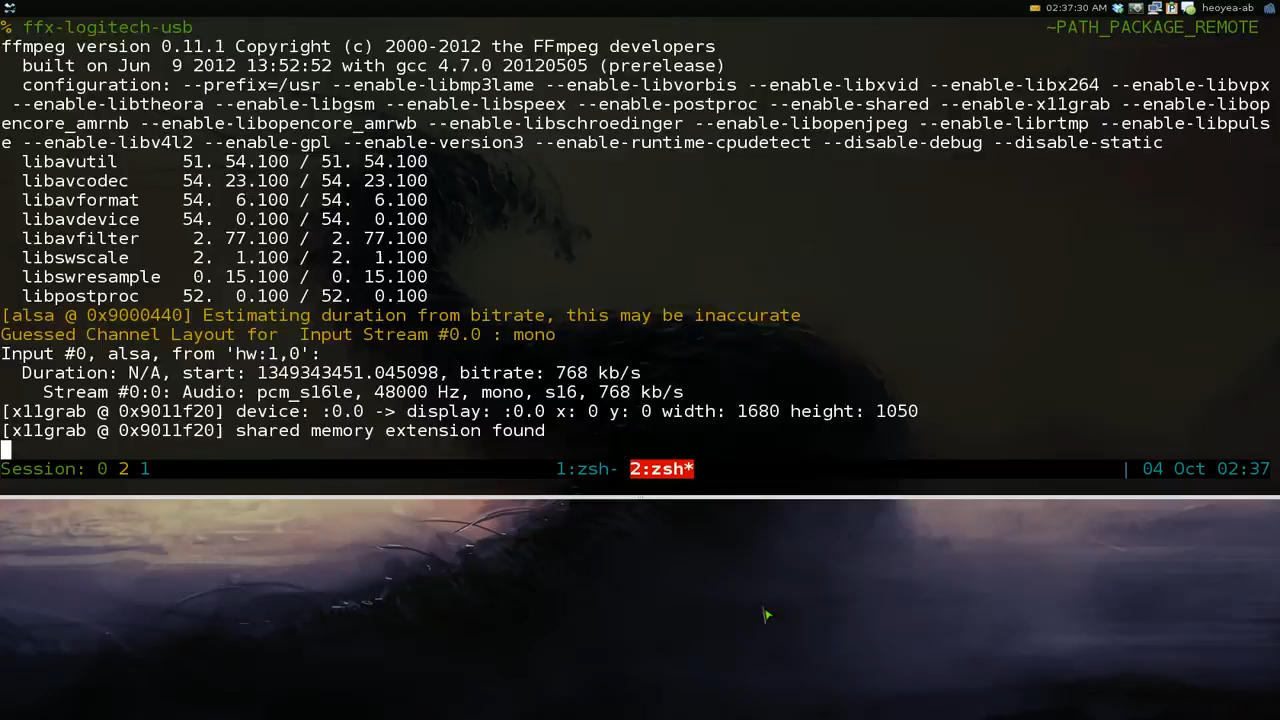 02:37:30 AM heoyea-ab
% ffx-logitech-usb ~PATH_PACKAGE_REMOTE
ffmpeg version 0.11.1 Copyright (c) 2000-2012 the FFmpeg developers
  built on Jun  9 2012 13:52:52 with gcc 4.7.0 20120505 (prerelease)
  configuration: --prefix=/usr --enable-libmp3lame --enable-libvorbis --enable-libxvid --enable-libx264 --enable-libvpx
 --enable-libtheora --enable-libgsm --enable-libspeex --enable-postproc --enable-shared --enable-x11grab --enable-libop
encore_amrnb --enable-libopencore_amrwb --enable-libschroedinger --enable-libopenjpeg --enable-librtmp --enable-libpuls
e --enable-libv4l2 --enable-gpl --enable-version3 --enable-runtime-cpudetect --disable-debug --disable-static
  libavutil      51. 54.100 / 51. 54.100
  libavcodec     54. 23.100 / 54. 23.100
  libavformat    54.  6.100 / 54.  6.100
  libavdevice    54.  0.100 / 54.  0.100
  libavfilter     2. 77.100 /  2. 77.100
  libswscale      2.  1.100 /  2.  1.100
  libswresample   0. 15.100 /  0. 15.100
  libpostproc    52.  0.100 / 52.  0.100
[alsa @ 0x9000440] Estimating duration from bitrate, this may be inaccurate
Guessed Channel Layout for  Input Stream #0.0 : mono
Input #0, alsa, from 'hw:1,0':
  Duration: N/A, start: 1349343451.045098, bitrate: 768 kb/s
    Stream #0:0: Audio: pcm_s16le, 48000 Hz, mono, s16, 768 kb/s
[x11grab @ 0x9011f20] device: :0.0 -> display: :0.0 x: 0 y: 0 width: 1680 height: 1050
[x11grab @ 0x9011f20] shared memory extension found
Session: 0 2 1 1:zsh- 2:zsh* | 04 Oct 02:37